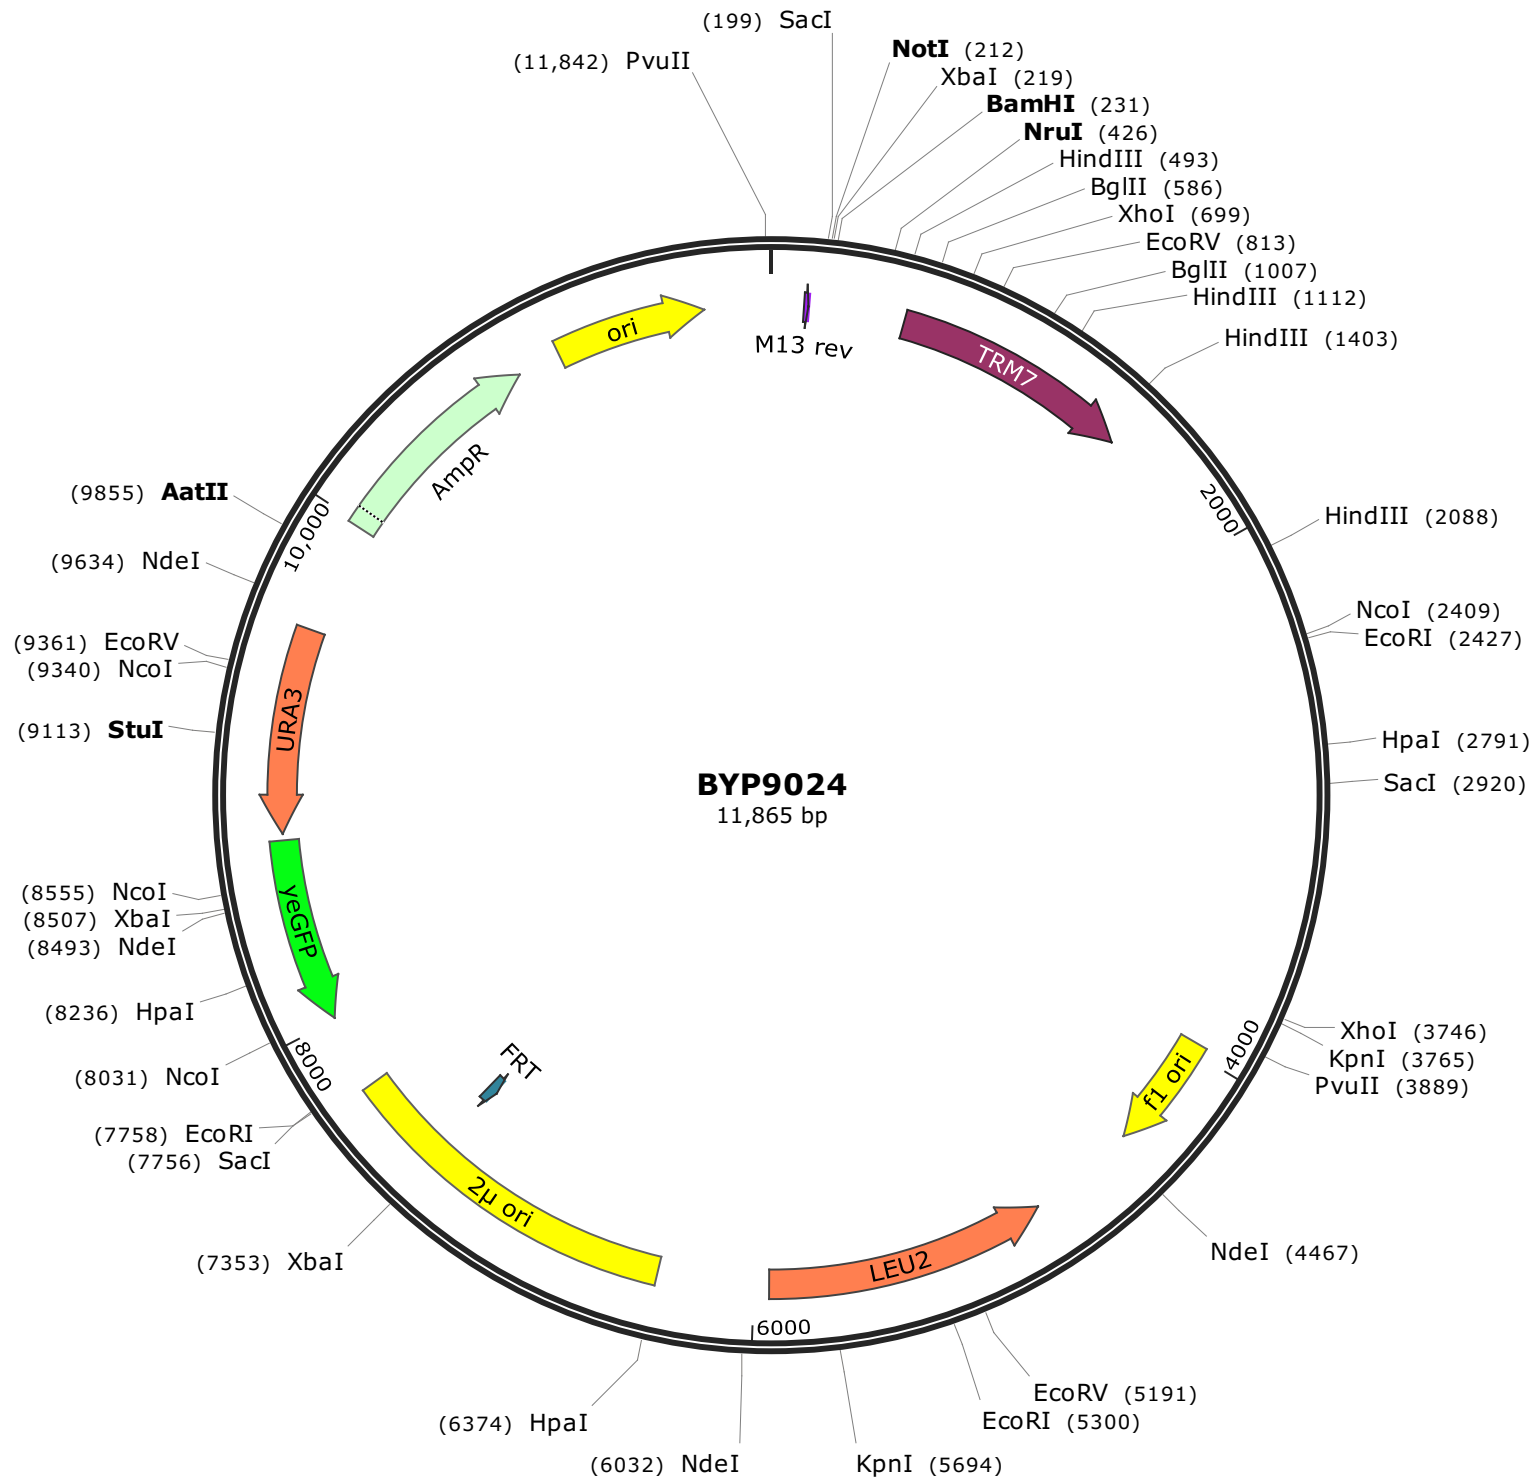 (199) SacI
(11,842) PvuII
NotI (212)
XbaI (219)
BamHI (231)
NruI (426)
HindIII (493)
BglII (586)
XhoI (699)
EcoRV (813)
BglII (1007)
HindIII (1112)
HindIII (1403)
HindIII (2088)
NcoI (2409)
EcoRI (2427)
HpaI (2791)
SacI (2920)
XhoI (3746)
KpnI (3765)
PvuII (3889)
NdeI (4467)
EcoRV (5191)
EcoRI (5300)
KpnI (5694)
(6032) NdeI
(6374) HpaI
(7353) XbaI
(7756) SacI
(7758) EcoRI
(8031) NcoI
(8236) HpaI
(8493) NdeI
(8507) XbaI
(8555) NcoI
(9113) StuI
(9340) NcoI
(9361) EcoRV
(9634) NdeI
(9855) AatII
ori
M13 rev
TRM7
AmpR
2000
10,000
URA3
BYP9024
11,865 bp
yeGFP
4000
f1 ori
8000
FRT
2μ ori
LEU2
6000